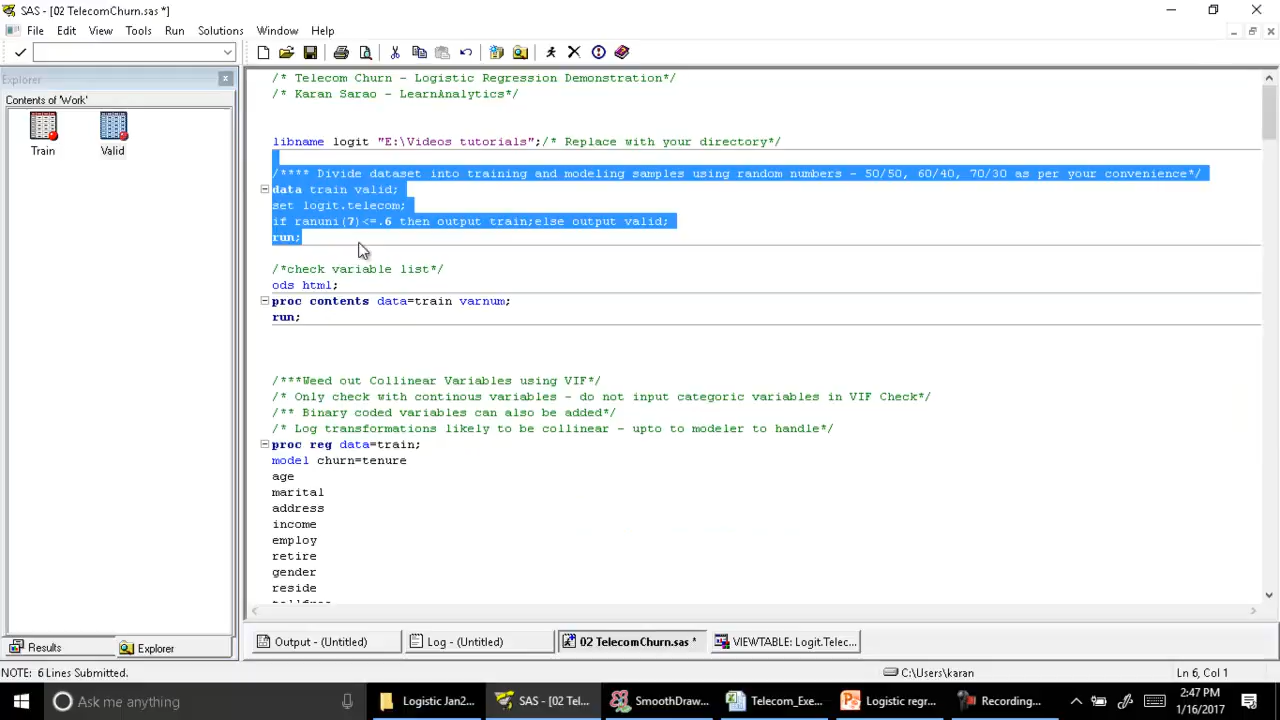 SAS - [02 TelecomChurn.sas *]
File Edit View Tools Run Solutions Window Help
Explorer
Contents of 'Work'
Train Valid
/* Telecom Churn - Logistic Regression Demonstration*/
/* Karan Sarao - LearnAnalytics*/
libname logit "E:\Videos tutorials";/* Replace with your directory*/
/**** Divide dataset into training and modeling samples using random numbers - 50/50, 60/40, 70/30 as per your convenience*/
data train valid;
set logit.telecom;
if ranuni(7)<=.6 then output train;else output valid;
run;
/*check variable list*/
ods html;
proc contents data=train varnum;
run;
/***Weed out Collinear Variables using VIF*/
/* Only check with continous variables - do not input categoric variables in VIF Check*/
/** Binary coded variables can also be added*/
/* Log transformations likely to be collinear - upto to modeler to handle*/
proc reg data=train;
model churn=tenure
age
marital
address
income
employ
retire
gender
reside
Results Explorer
Output - (Untitled) Log - (Untitled) 02 TelecomChurn.sas * VIEWTABLE: Logit.Telec...
NOTE: 6 Lines Submitted. C:\Users\karan Ln 6, Col 1
Ask me anything Logistic Jan2... SAS - [02 Tel... SmoothDraw... Telecom_Exe... Logistic regr... Recording... 2:47 PM
1/16/2017